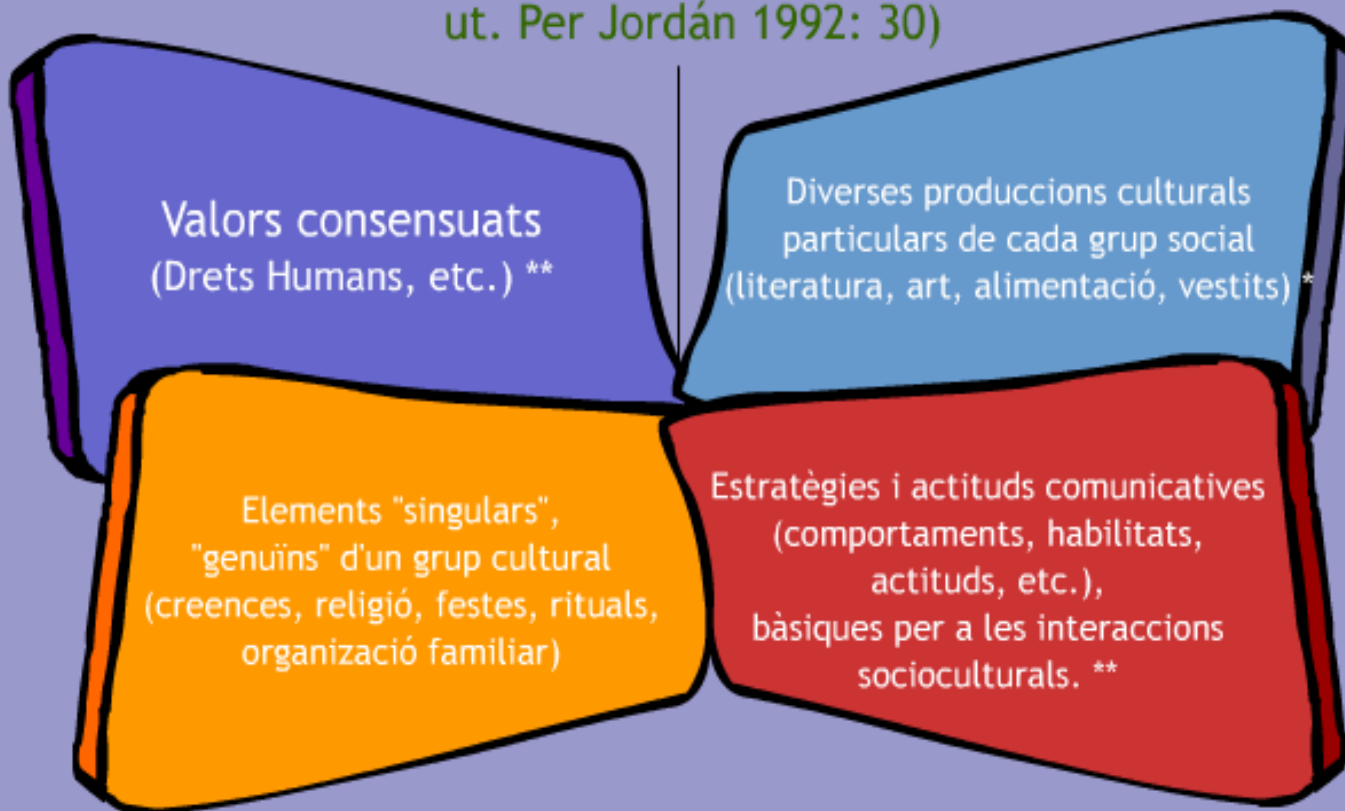 ut. Per Jordán 1992: 30)
Valors consensuats
(Drets Humans, etc.) **
Diverses produccions culturals
particulars de cada grup social
(literatura, art, alimentació, vestits) *
Elements "singulars",
"genuïns" d'un grup cultural
(creences, religió, festes, rituals,
organizació familiar)
Estratègies i actituds comunicatives
(comportaments, habilitats,
actituds, etc.),
bàsiques per a les interaccions
socioculturals. **